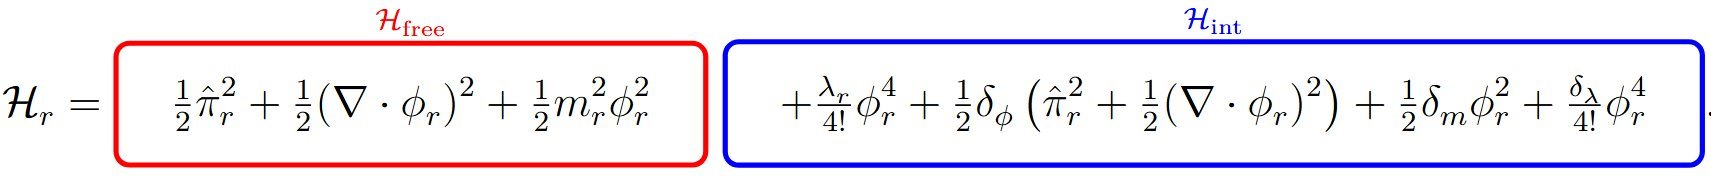 ℋ_free ℋ_int
ℋ_r = ½π̂_r² + ½(∇ · ϕ_r)² + ½m_r²ϕ_r² +λ_r/4! ϕ_r⁴ + ½δ_ϕ (π̂_r² + ½(∇ · ϕ_r)²) + ½δ_mϕ_r² + δ_λ/4! ϕ_r⁴ .